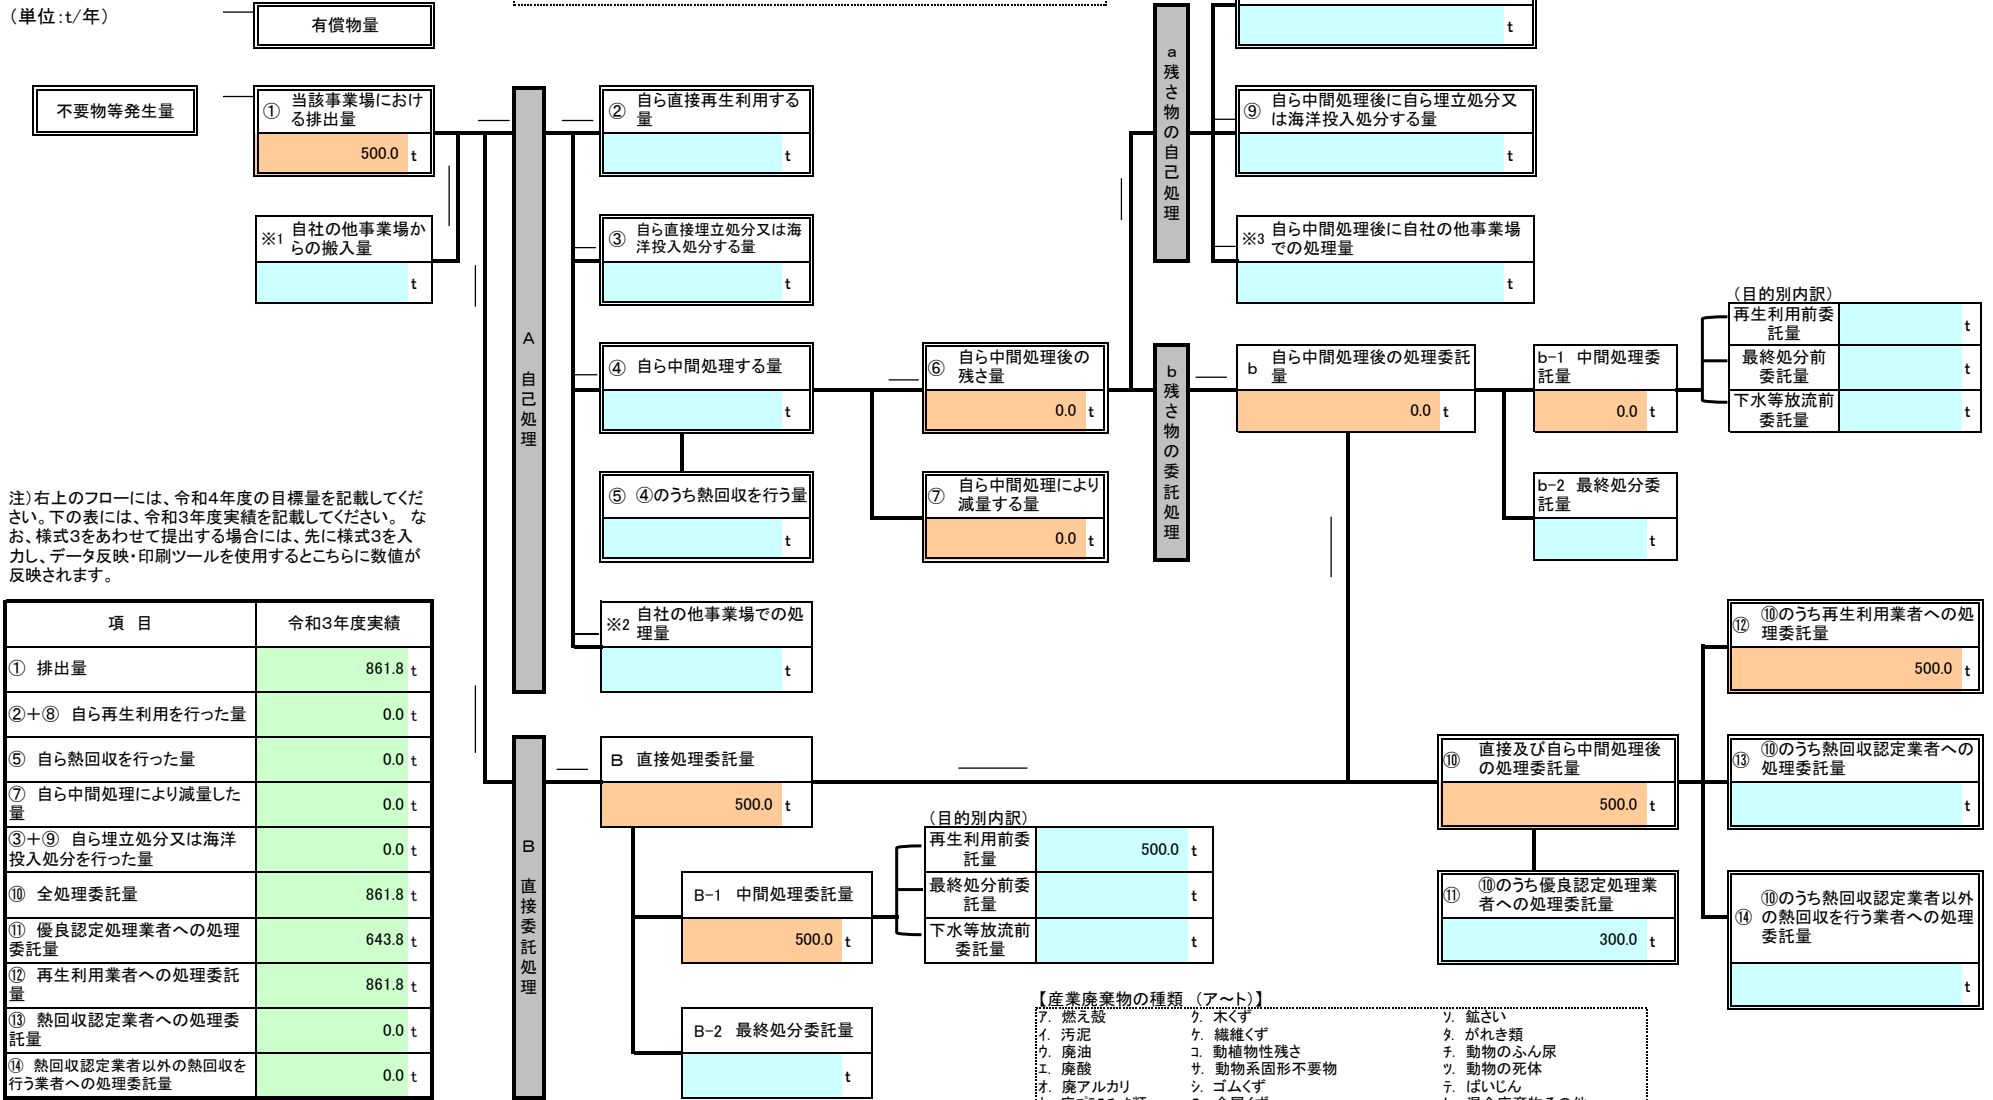 （単位:t/年）
有償物量
t
不要物等発生量
① 当該事業場におけ
る排出量
500.0 t
※1 自社の他事業場か
らの搬入量
t
A 自己処理
② 自ら直接再生利用する
量
t
③ 自ら直接埋立処分又は海
洋投入処分する量
t
④ 自ら中間処理する量
t
⑤ ④のうち熱回収を行う量
t
※2 自社の他事業場での処
理量
t
⑥ 自ら中間処理後の
残さ量
0.0 t
⑦ 自ら中間処理により
減量する量
0.0 t
a 残さ物の自己処理
⑨ 自ら中間処理後に自ら埋立処分又
は海洋投入処分する量
t
※3 自ら中間処理後に自社の他事業場
での処理量
t
b 残さ物の委託処理
b 自ら中間処理後の処理委託
量
0.0 t
b-1 中間処理委
託量
0.0 t
b-2 最終処分委
託量
t
（目的別内訳）
再生利用前委
託量
t
最終処分前
委託量
t
下水等放流前
委託量
t
注）右上のフローには、令和4年度の目標量を記載してくだ
さい。下の表には、令和3年度実績を記載してください。 な
お、様式3をあわせて提出する場合には、先に様式3を入
力し、データ反映・印刷ツールを使用するとこちらに数値が
反映されます。
項 目 令和3年度実績
① 排出量 861.8 t
②＋⑧ 自ら再生利用を行った量 0.0 t
⑤ 自ら熱回収を行った量 0.0 t
⑦ 自ら中間処理により減量した
量 0.0 t
③＋⑨ 自ら埋立処分又は海洋
投入処分を行った量 0.0 t
⑩ 全処理委託量 861.8 t
⑪ 優良認定処理業者への処理
委託量 643.8 t
⑫ 再生利用業者への処理委託
量 861.8 t
⑬ 熱回収認定業者への処理委
託量 0.0 t
⑭ 熱回収認定業者以外の熱回収を
行う業者への処理委託量 0.0 t
B 直接委託処理
B 直接処理委託量
500.0 t
B-1 中間処理委託量
500.0 t
B-2 最終処分委託量
t
（目的別内訳）
再生利用前委
託量
500.0 t
最終処分前委
託量
t
下水等放流前
委託量
t
⑩ 直接及び自ら中間処理後
の処理委託量
500.0 t
⑪ ⑩のうち優良認定処理業
者への処理委託量
300.0 t
⑫ ⑩のうち再生利用業者への処
理委託量
500.0 t
⑬ ⑩のうち熱回収認定業者への
処理委託量
t
⑭ ⑩のうち熱回収認定業者以外
の熱回収を行う業者への処理
委託量
t
【産業廃棄物の種類 （ア～ト）】
ア. 燃え殻 ク. 木くず ソ. 鉱さい
イ. 汚泥 ケ. 繊維くず タ. がれき類
ウ. 廃油 コ. 動植物性残さ チ. 動物のふん尿
エ. 廃酸 サ. 動物系固形不要物 ツ. 動物の死体
オ. 廃アルカリ シ. ゴムくず テ. ばいじん